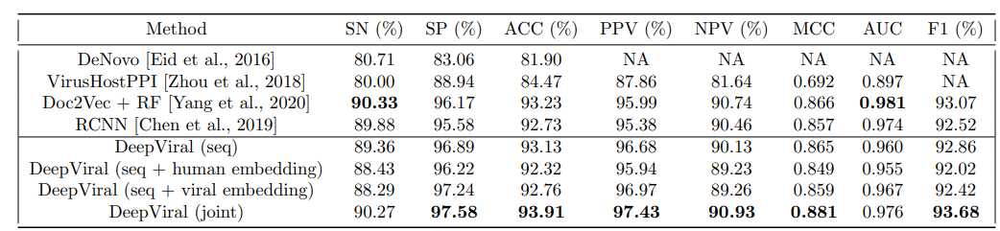 Method SN (%) SP (%) ACC (%) PPV (%) NPV (%) MCC AUC F1 (%)
DeNovo [Eid et al., 2016] 80.71 83.06 81.90 NA NA NA NA NA
VirusHostPPI [Zhou et al., 2018] 80.00 88.94 84.47 87.86 81.64 0.692 0.897 NA
Doc2Vec + RF [Yang et al., 2020] 90.33 96.17 93.23 95.99 90.74 0.866 0.981 93.07
RCNN [Chen et al., 2019] 89.88 95.58 92.73 95.38 90.46 0.857 0.974 92.52
DeepViral (seq) 89.36 96.89 93.13 96.68 90.13 0.865 0.960 92.86
DeepViral (seq + human embedding) 88.43 96.22 92.32 95.94 89.23 0.849 0.955 92.02
DeepViral (seq + viral embedding) 88.29 97.24 92.76 96.97 89.26 0.859 0.967 92.42
DeepViral (joint) 90.27 97.58 93.91 97.43 90.93 0.881 0.976 93.68